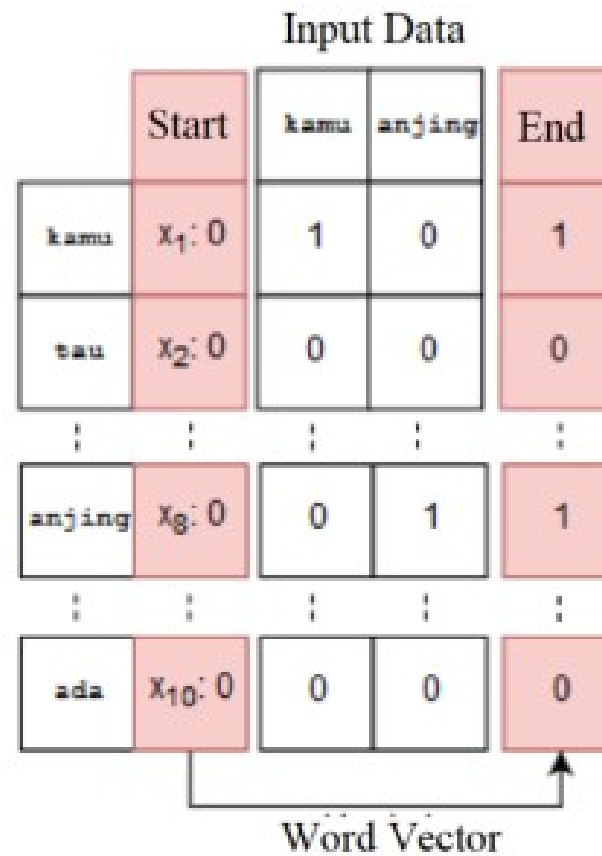 Input Data
Start kamu anjing End
kamu X1: 0 1 0 1
tau X2: 0 0 0 0
anjing X8: 0 0 1 1
ada X10: 0 0 0 0
Word Vector